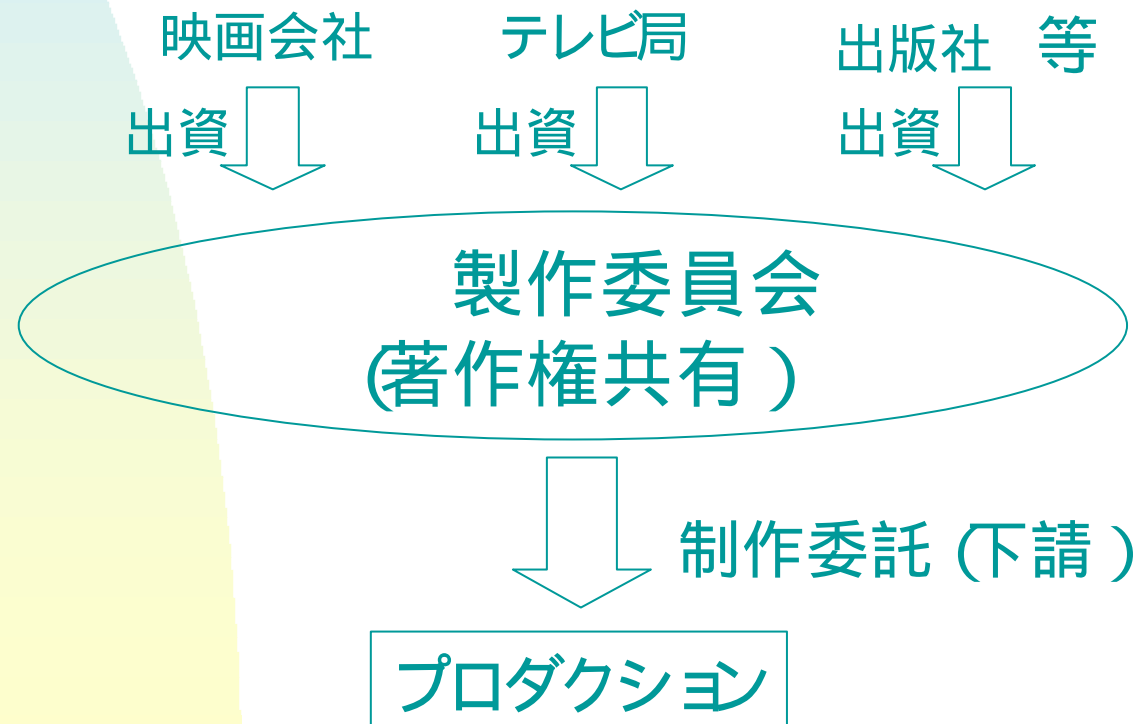 映画会社 テレビ局 出版社 等
出資 出資 出資
製作委員会
(著作権共有)
制作委託(下請)
プロダクション